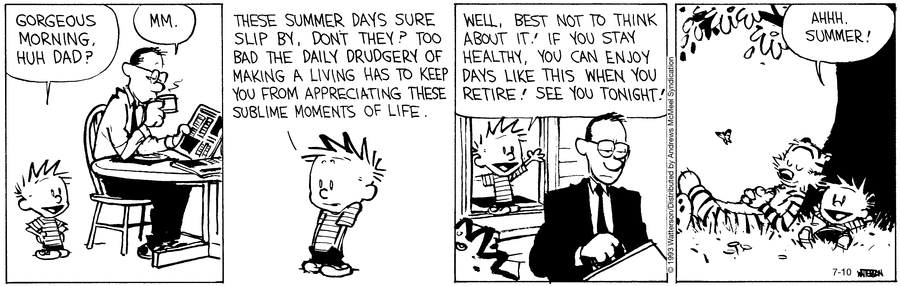 GORGEOUS
MORNING,
HUH DAD?
MM.
THESE SUMMER DAYS SURE
SLIP BY, DON'T THEY? TOO
BAD THE DAILY DRUDGERY OF
MAKING A LIVING HAS TO KEEP
YOU FROM APPRECIATING THESE
SUBLIME MOMENTS OF LIFE.
WELL, BEST NOT TO THINK
ABOUT IT! IF YOU STAY
HEALTHY, YOU CAN ENJOY
DAYS LIKE THIS WHEN YOU
RETIRE! SEE YOU TONIGHT!
© 1993 Watterson/Distributed by Andrews McMeel Syndication
AHHH.
SUMMER!
7-10 WATTERSON